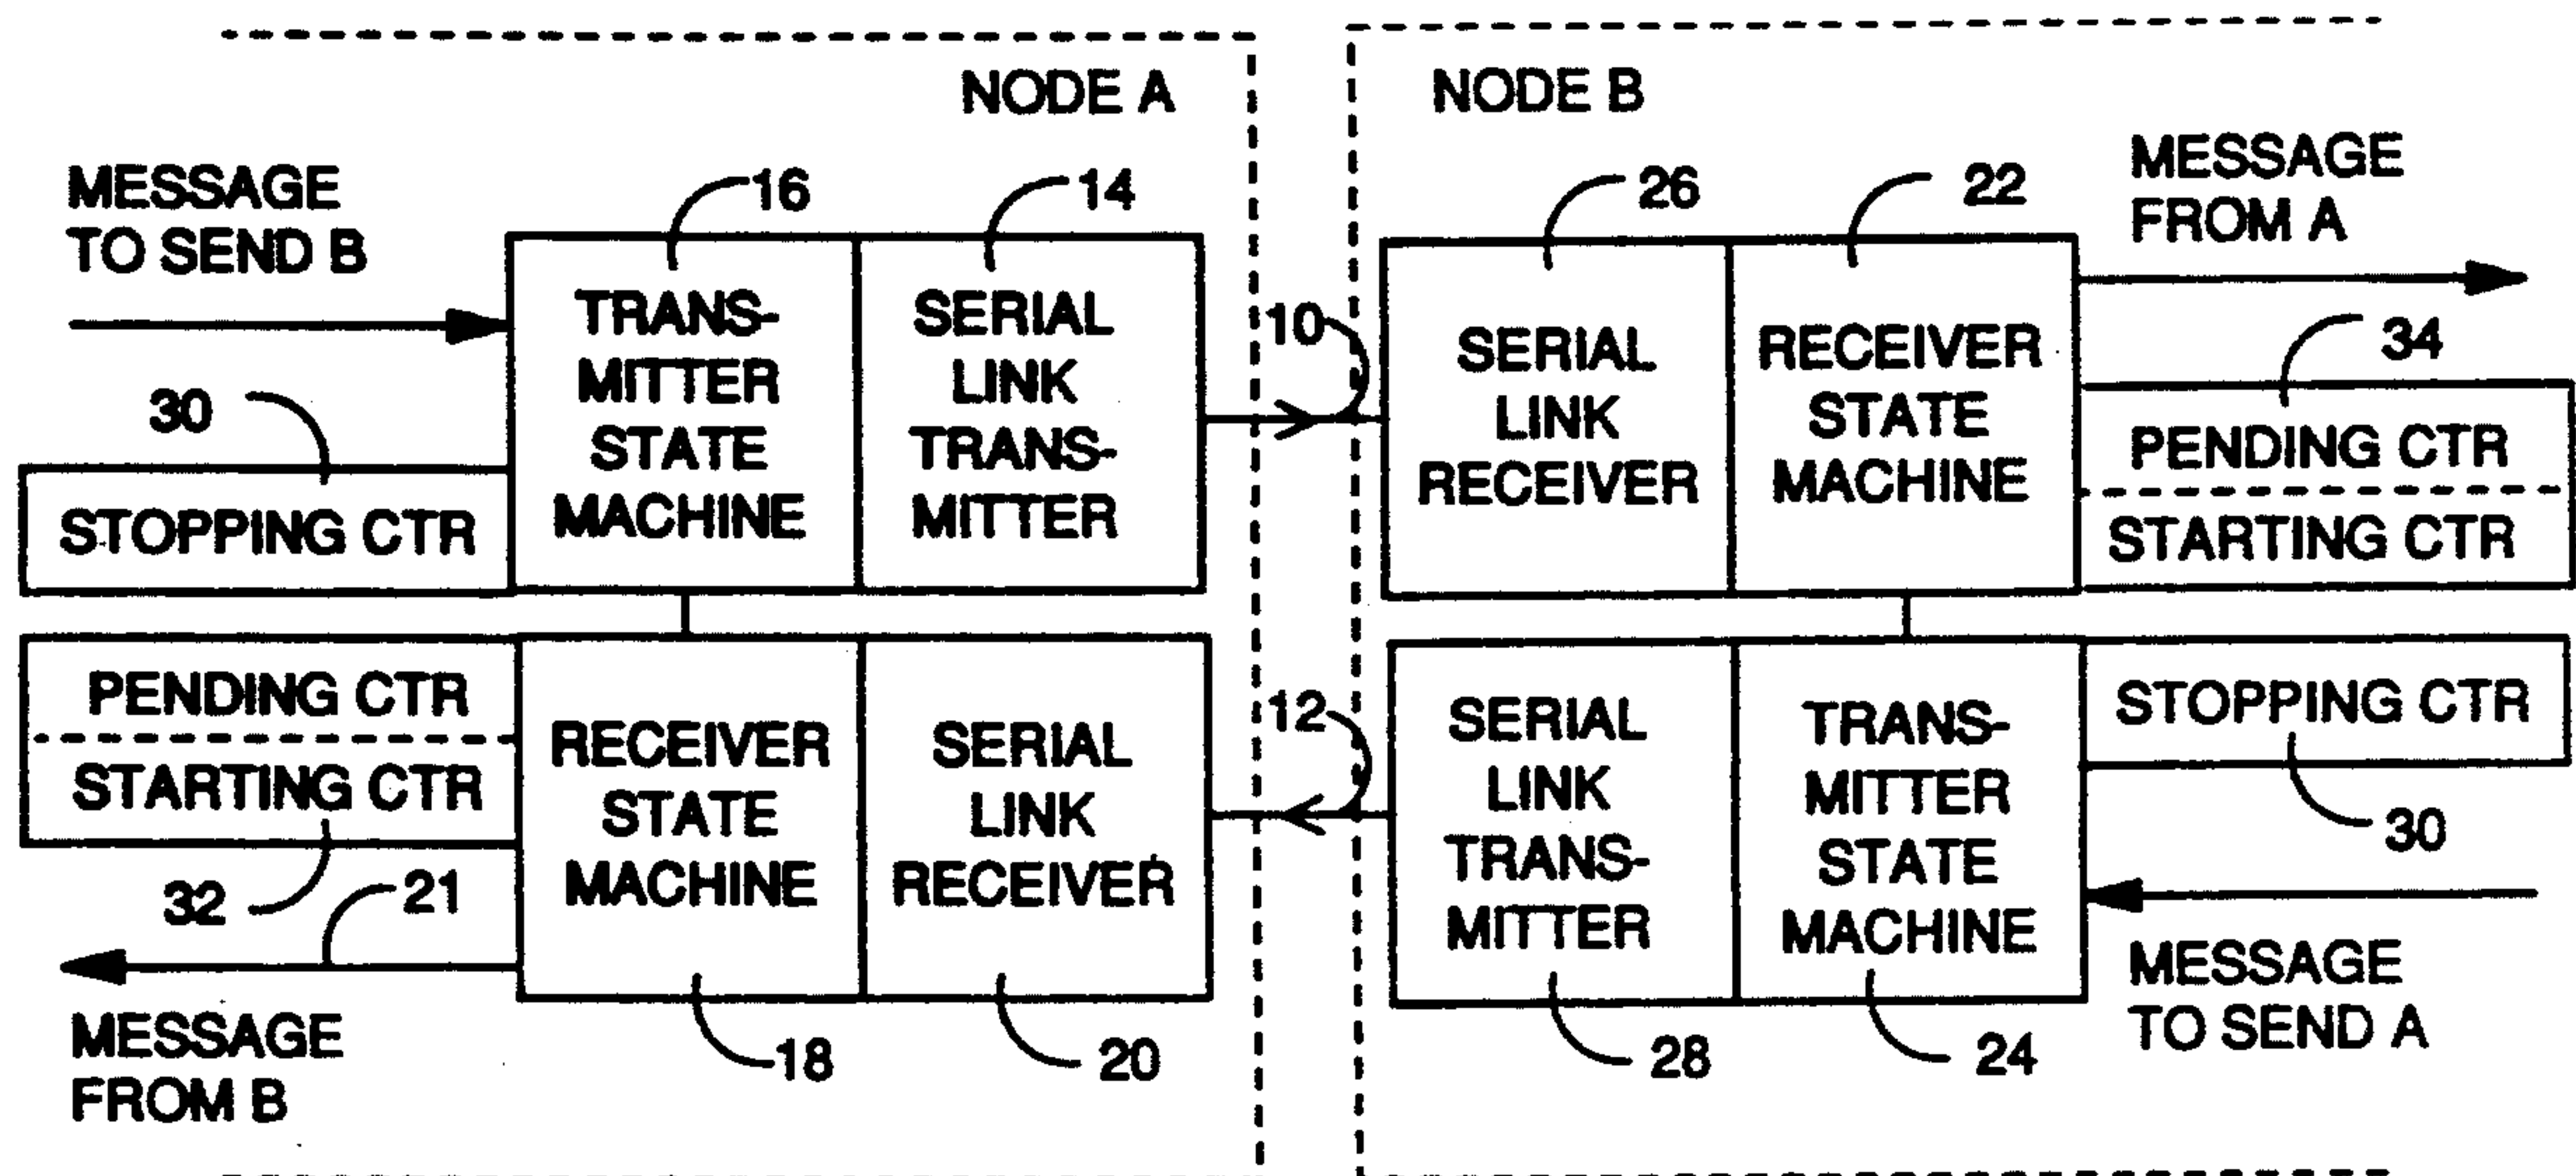 NODE A
MESSAGE
TO SEND B
16
14
TRANS-
MITTER
STATE
MACHINE
SERIAL
LINK
TRANS-
MITTER
30
STOPPING CTR
PENDING CTR
STARTING CTR
32
21
RECEIVER
STATE
MACHINE
SERIAL
LINK
RECEIVER
18
20
MESSAGE
FROM B
10
12
NODE B
26
22
MESSAGE
FROM A
SERIAL
LINK
RECEIVER
RECEIVER
STATE
MACHINE
34
PENDING CTR
STARTING CTR
SERIAL
LINK
TRANS-
MITTER
TRANS-
MITTER
STATE
MACHINE
STOPPING CTR
30
28
24
MESSAGE
TO SEND A